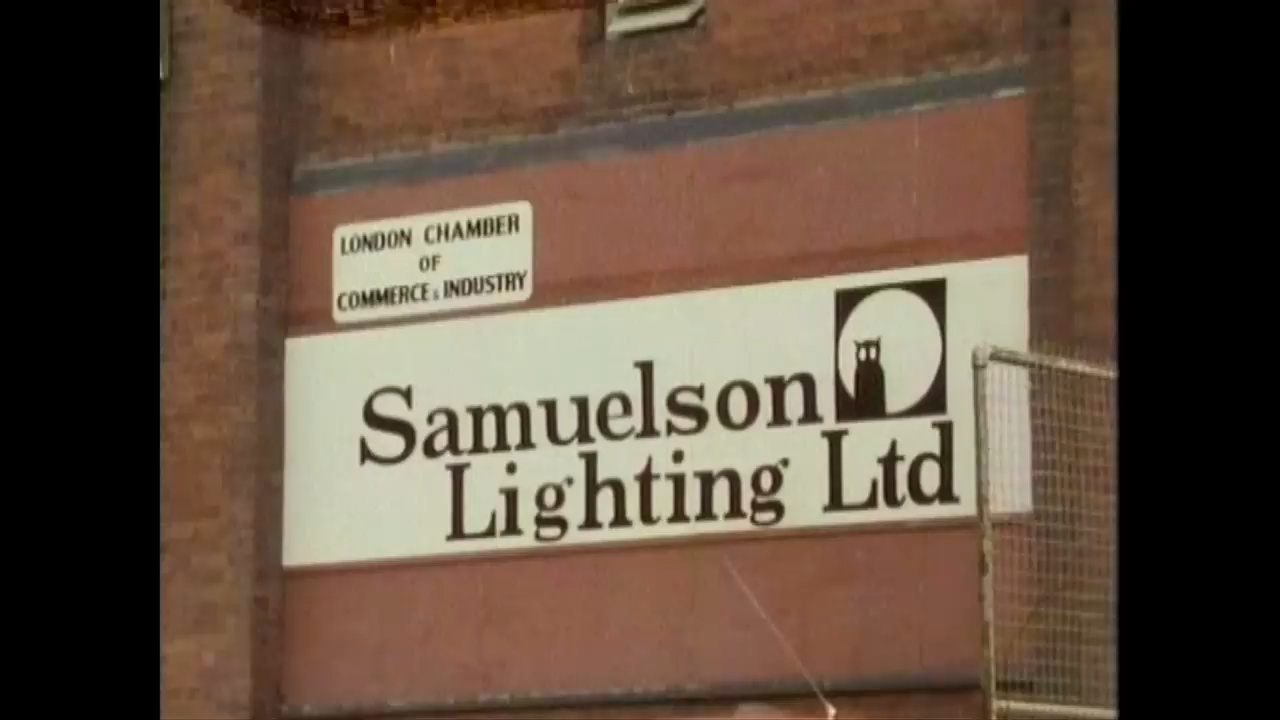 LONDON CHAMBER
OF
COMMERCE & INDUSTRY
Samuelson
Lighting Ltd